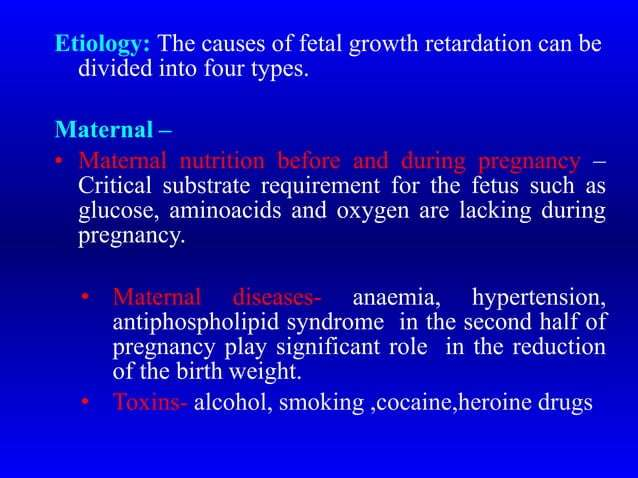 Etiology: The causes of fetal growth retardation can be
divided into four types.
Maternal –
• Maternal nutrition before and during pregnancy –
Critical substrate requirement for the fetus such as
glucose, aminoacids and oxygen are lacking during
pregnancy.
• Maternal diseases- anaemia, hypertension,
antiphospholipid syndrome in the second half of
pregnancy play significant role in the reduction
of the birth weight.
• Toxins- alcohol, smoking ,cocaine,heroine drugs